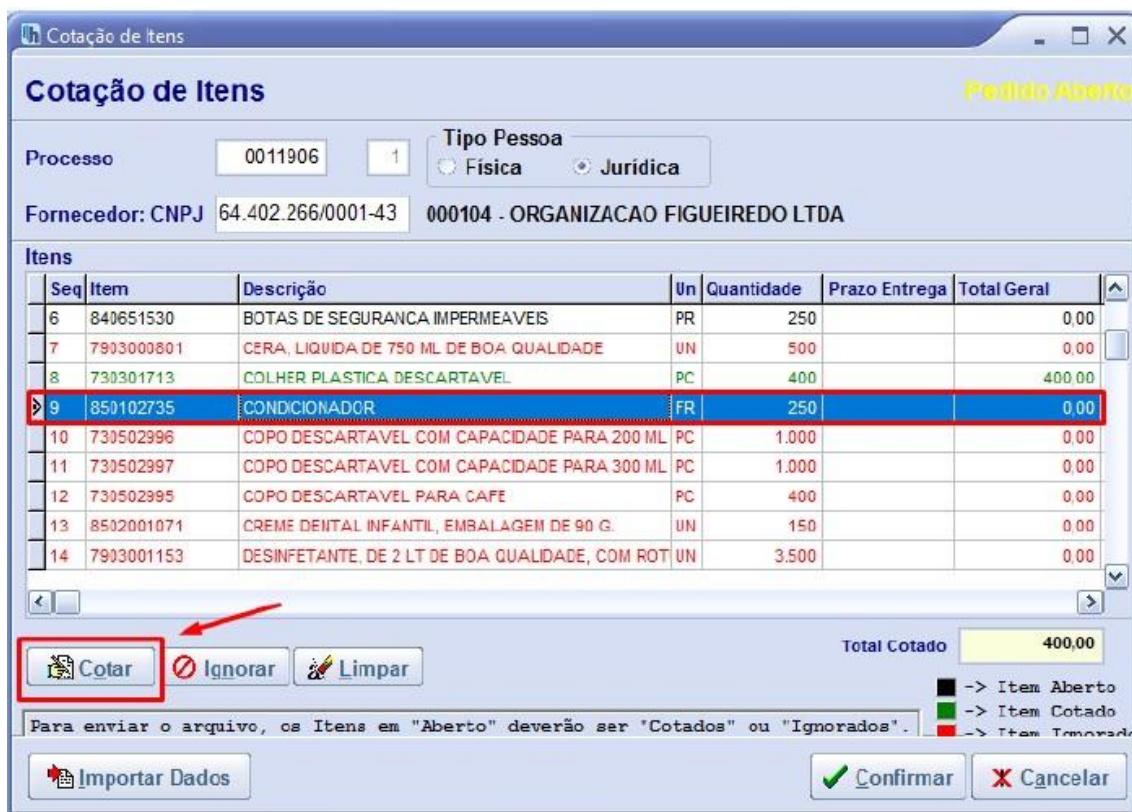 Cotação de Itens
Cotação de Itens Pedido Aberto
Tipo Pessoa
Processo 0011906 1 Física Jurídica
Fornecedor: CNPJ 64.402.266/0001-43 000104 - ORGANIZACAO FIGUEIREDO LTDA
Itens
Seq Item Descrição Un Quantidade Prazo Entrega Total Geral
6 840651530 BOTAS DE SEGURANCA IMPERMEAVEIS PR 250 0,00
7 7903000801 CERA, LIQUIDA DE 750 ML DE BOA QUALIDADE UN 500 0,00
8 730301713 COLHER PLASTICA DESCARTAVEL PC 400 400,00
9 850102735 CONDICIONADOR FR 250 0,00
10 730502996 COPO DESCARTAVEL COM CAPACIDADE PARA 200 ML PC 1.000 0,00
11 730502997 COPO DESCARTAVEL COM CAPACIDADE PARA 300 ML PC 1.000 0,00
12 730502995 COPO DESCARTAVEL PARA CAFE PC 400 0,00
13 8502001071 CREME DENTAL INFANTIL, EMBALAGEM DE 90 G. UN 150 0,00
14 7903001153 DESINFETANTE, DE 2 LT DE BOA QUALIDADE, COM ROT UN 3.500 0,00
Total Cotado 400,00
Cotar Ignorar Limpar
-> Item Aberto
-> Item Cotado
-> Item Ignorado
Para enviar o arquivo, os Itens em "Aberto" deverão ser "Cotados" ou "Ignorados".
Importar Dados Confirmar Cancelar